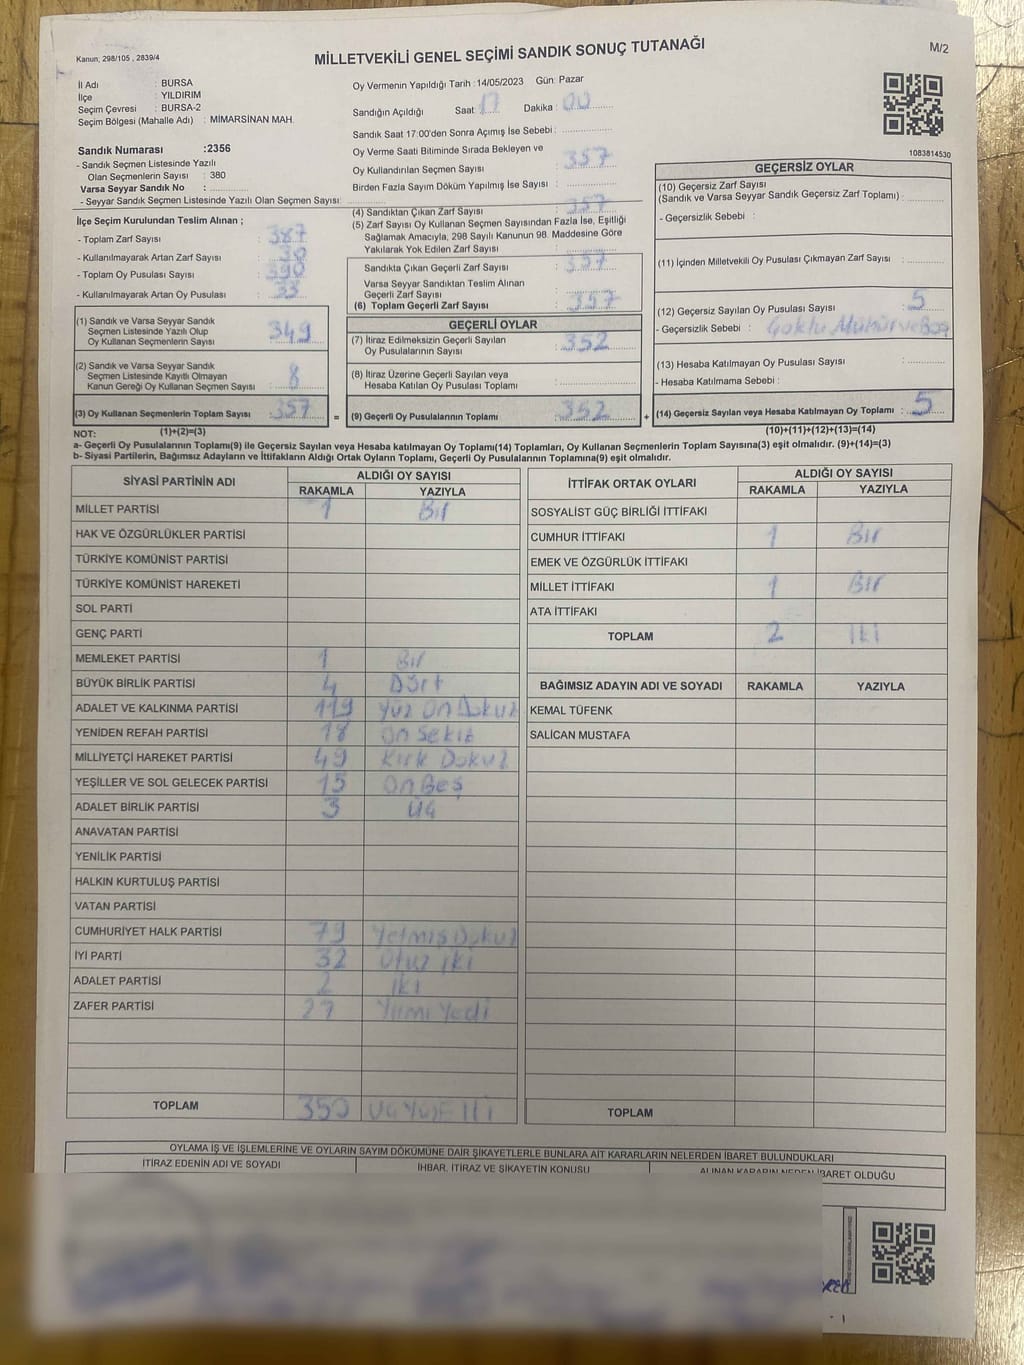 Kanun, 298/105 , 2839/4
MİLLETVEKİLİ GENEL SEÇİMİ SANDIK SONUÇ TUTANAĞI
M/2
İl Adı : BURSA
İlçe : YILDIRIM
Seçim Çevresi : BURSA-2
Seçim Bölgesi (Mahalle Adı) : MİMARSİNAN MAH.
Oy Vermenin Yapıldığı Tarih : 14/05/2023 Gün: Pazar
Sandığın Açıldığı Saat : 17 Dakika : 00
Sandık Saat 17:00'den Sonra Açımış İse Sebebi :
Sandık Numarası : 2356
- Sandık Seçmen Listesinde Yazılı
Olan Seçmenlerin Sayısı : 380
Varsa Seyyar Sandık No :
- Seyyar Sandık Seçmen Listesinde Yazılı Olan Seçmen Sayısı:
Oy Verme Saati Bitiminde Sırada Bekleyen ve
Oy Kullandırılan Seçmen Sayısı : 357
Birden Fazla Sayım Döküm Yapılmış İse Sayısı :
1083814530
İlçe Seçim Kurulundan Teslim Alınan ;
- Toplam Zarf Sayısı : 387
- Kullanılmayarak Artan Zarf Sayısı : 30
- Toplam Oy Pusulası Sayısı : 390
- Kullanılmayarak Artan Oy Pusulası : 33
(1) Sandık ve Varsa Seyyar Sandık
Seçmen Listesinde Yazılı Olup
Oy Kullanan Seçmenlerin Sayısı : 349
(2) Sandık ve Varsa Seyyar Sandık
Seçmen Listesinde Kayıtlı Olmayan
Kanun Gereği Oy Kullanan Seçmen Sayısı : 8
(3) Oy Kullanan Seçmenlerin Toplam Sayısı : 357
(1)+(2)=(3)
(4) Sandıktan Çıkan Zarf Sayısı : 357
(5) Zarf Sayısı Oy Kullanan Seçmen Sayısından Fazla İse, Eşitliği
Sağlamak Amacıyla, 298 Sayılı Kanunun 98. Maddesine Göre
Yakılarak Yok Edilen Zarf Sayısı :
Sandıkta Çıkan Geçerli Zarf Sayısı : 357
Varsa Seyyar Sandıktan Teslim Alınan
Geçerli Zarf Sayısı :
(6) Toplam Geçerli Zarf Sayısı : 357
GEÇERLİ OYLAR
(7) İtiraz Edilmeksizin Geçerli Sayılan
Oy Pusulalarının Sayısı : 352
(8) İtiraz Üzerine Geçerli Sayılan veya
Hesaba Katılan Oy Pusulası Toplamı :
= (9) Geçerli Oy Pusulalarının Toplamı : 352
GEÇERSİZ OYLAR
(10) Geçersiz Zarf Sayısı
(Sandık ve Varsa Seyyar Sandık Geçersiz Zarf Toplamı) :
- Geçersizlik Sebebi :
(11) İçinden Milletvekili Oy Pusulası Çıkmayan Zarf Sayısı :
(12) Geçersiz Sayılan Oy Pusulası Sayısı : 5
- Geçersizlik Sebebi : Çoklu Mühür ve Boş
(13) Hesaba Katılmayan Oy Pusulası Sayısı :
- Hesaba Katılmama Sebebi :
+ (14) Geçersiz Sayılan veya Hesaba Katılmayan Oy Toplamı : 5
(10)+(11)+(12)+(13)=(14)
NOT:
a- Geçerli Oy Pusulalarının Toplamı(9) ile Geçersiz Sayılan veya Hesaba katılmayan Oy Toplamı(14) Toplamları, Oy Kullanan Seçmenlerin Toplam Sayısına(3) eşit olmalıdır. (9)+(14)=(3)
b- Siyasi Partilerin, Bağımsız Adayların ve İttifakların Aldığı Ortak Oyların Toplamı, Geçerli Oy Pusulalarının Toplamına(9) eşit olmalıdır.
SİYASİ PARTİNİN ADI ALDIĞI OY SAYISI
RAKAMLA YAZIYLA
MİLLET PARTİSİ 1 Bir
HAK VE ÖZGÜRLÜKLER PARTİSİ
TÜRKİYE KOMÜNİST PARTİSİ
TÜRKİYE KOMÜNİST HAREKETİ
SOL PARTİ
GENÇ PARTİ
MEMLEKET PARTİSİ 1 Bir
BÜYÜK BİRLİK PARTİSİ 4 Dört
ADALET VE KALKINMA PARTİSİ 119 Yüz On Dokuz
YENİDEN REFAH PARTİSİ 18 On Sekiz
MİLLİYETÇİ HAREKET PARTİSİ 49 Kırk Dokuz
YEŞİLLER VE SOL GELECEK PARTİSİ 15 On Beş
ADALET BİRLİK PARTİSİ 3 Üç
ANAVATAN PARTİSİ
YENİLİK PARTİSİ
HALKIN KURTULUŞ PARTİSİ
VATAN PARTİSİ
CUMHURİYET HALK PARTİSİ 79 Yetmiş Dokuz
İYİ PARTİ 32 Otuz iki
ADALET PARTİSİ 2 İki
ZAFER PARTİSİ 27 Yirmi Yedi
TOPLAM 350
İTTİFAK ORTAK OYLARI ALDIĞI OY SAYISI
RAKAMLA YAZIYLA
SOSYALİST GÜÇ BİRLİĞİ İTTİFAKI
CUMHUR İTTİFAKI 1 Bir
EMEK VE ÖZGÜRLÜK İTTİFAKI
MİLLET İTTİFAKI 1 Bir
ATA İTTİFAKI
TOPLAM 2 İki
BAĞIMSIZ ADAYIN ADI VE SOYADI RAKAMLA YAZIYLA
KEMAL TÜFENK
SALİCAN MUSTAFA
TOPLAM
OYLAMA İŞ VE İŞLEMLERİNE VE OYLARIN SAYIM DÖKÜMÜNE DAİR ŞİKAYETLERLE BUNLARA AİT KARARLARIN NELERDEN İBARET BULUNDUKLARI
İTİRAZ EDENİN ADI VE SOYADI İHBAR, İTİRAZ VE ŞİKAYETİN KONUSU ALINAN KARARIN NEDEN İBARET OLDUĞU